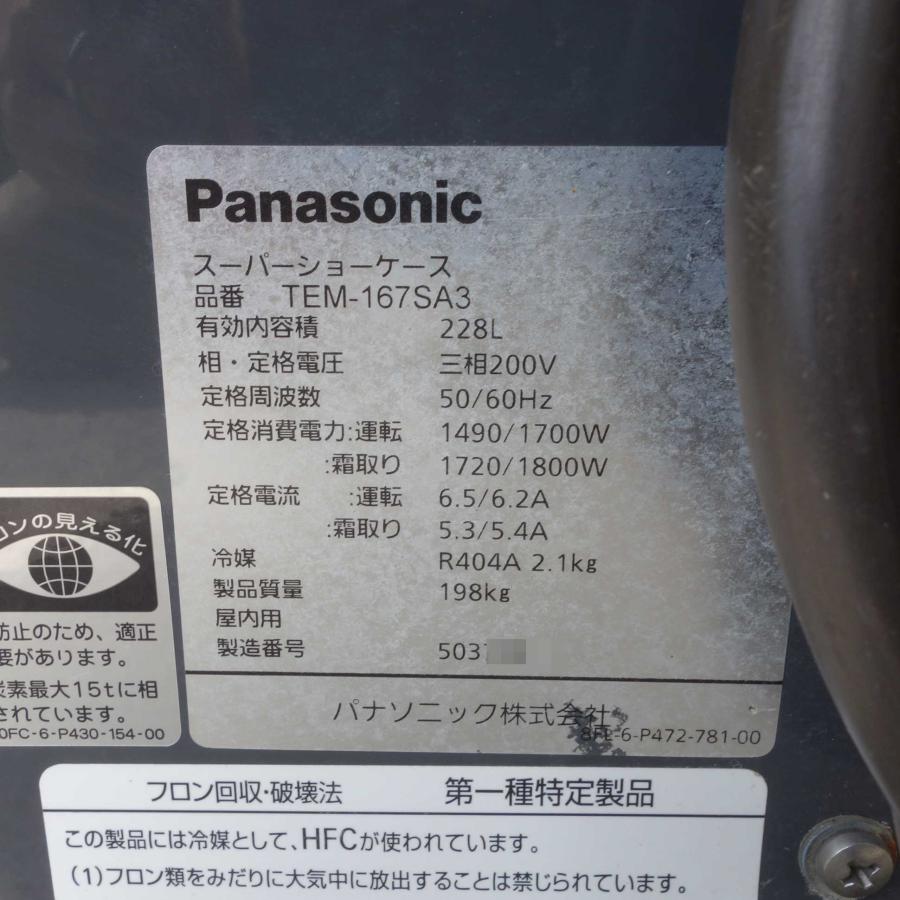 Panasonic
スーパーショーケース
品番 TEM-167SA3
有効内容積 228L
相・定格電圧 三相200V
定格周波数 50/60Hz
定格消費電力:運転 1490/1700W
:霜取り 1720/1800W
定格電流 :運転 6.5/6.2A
:霜取り 5.3/5.4A
冷媒 R404A 2.1kg
製品質量 198kg
屋内用
製造番号 503
パナソニック株式会社
8FL-6-P472-781-00
ロンの見える化
防止のため、適正
要があります。
炭素最大15tに相
されています。
0FC-6-P430-154-00
フロン回収・破壊法 第一種特定製品
この製品には冷媒として、HFCが使われています。
(1)フロン類をみだりに大気中に放出することは禁じられています。